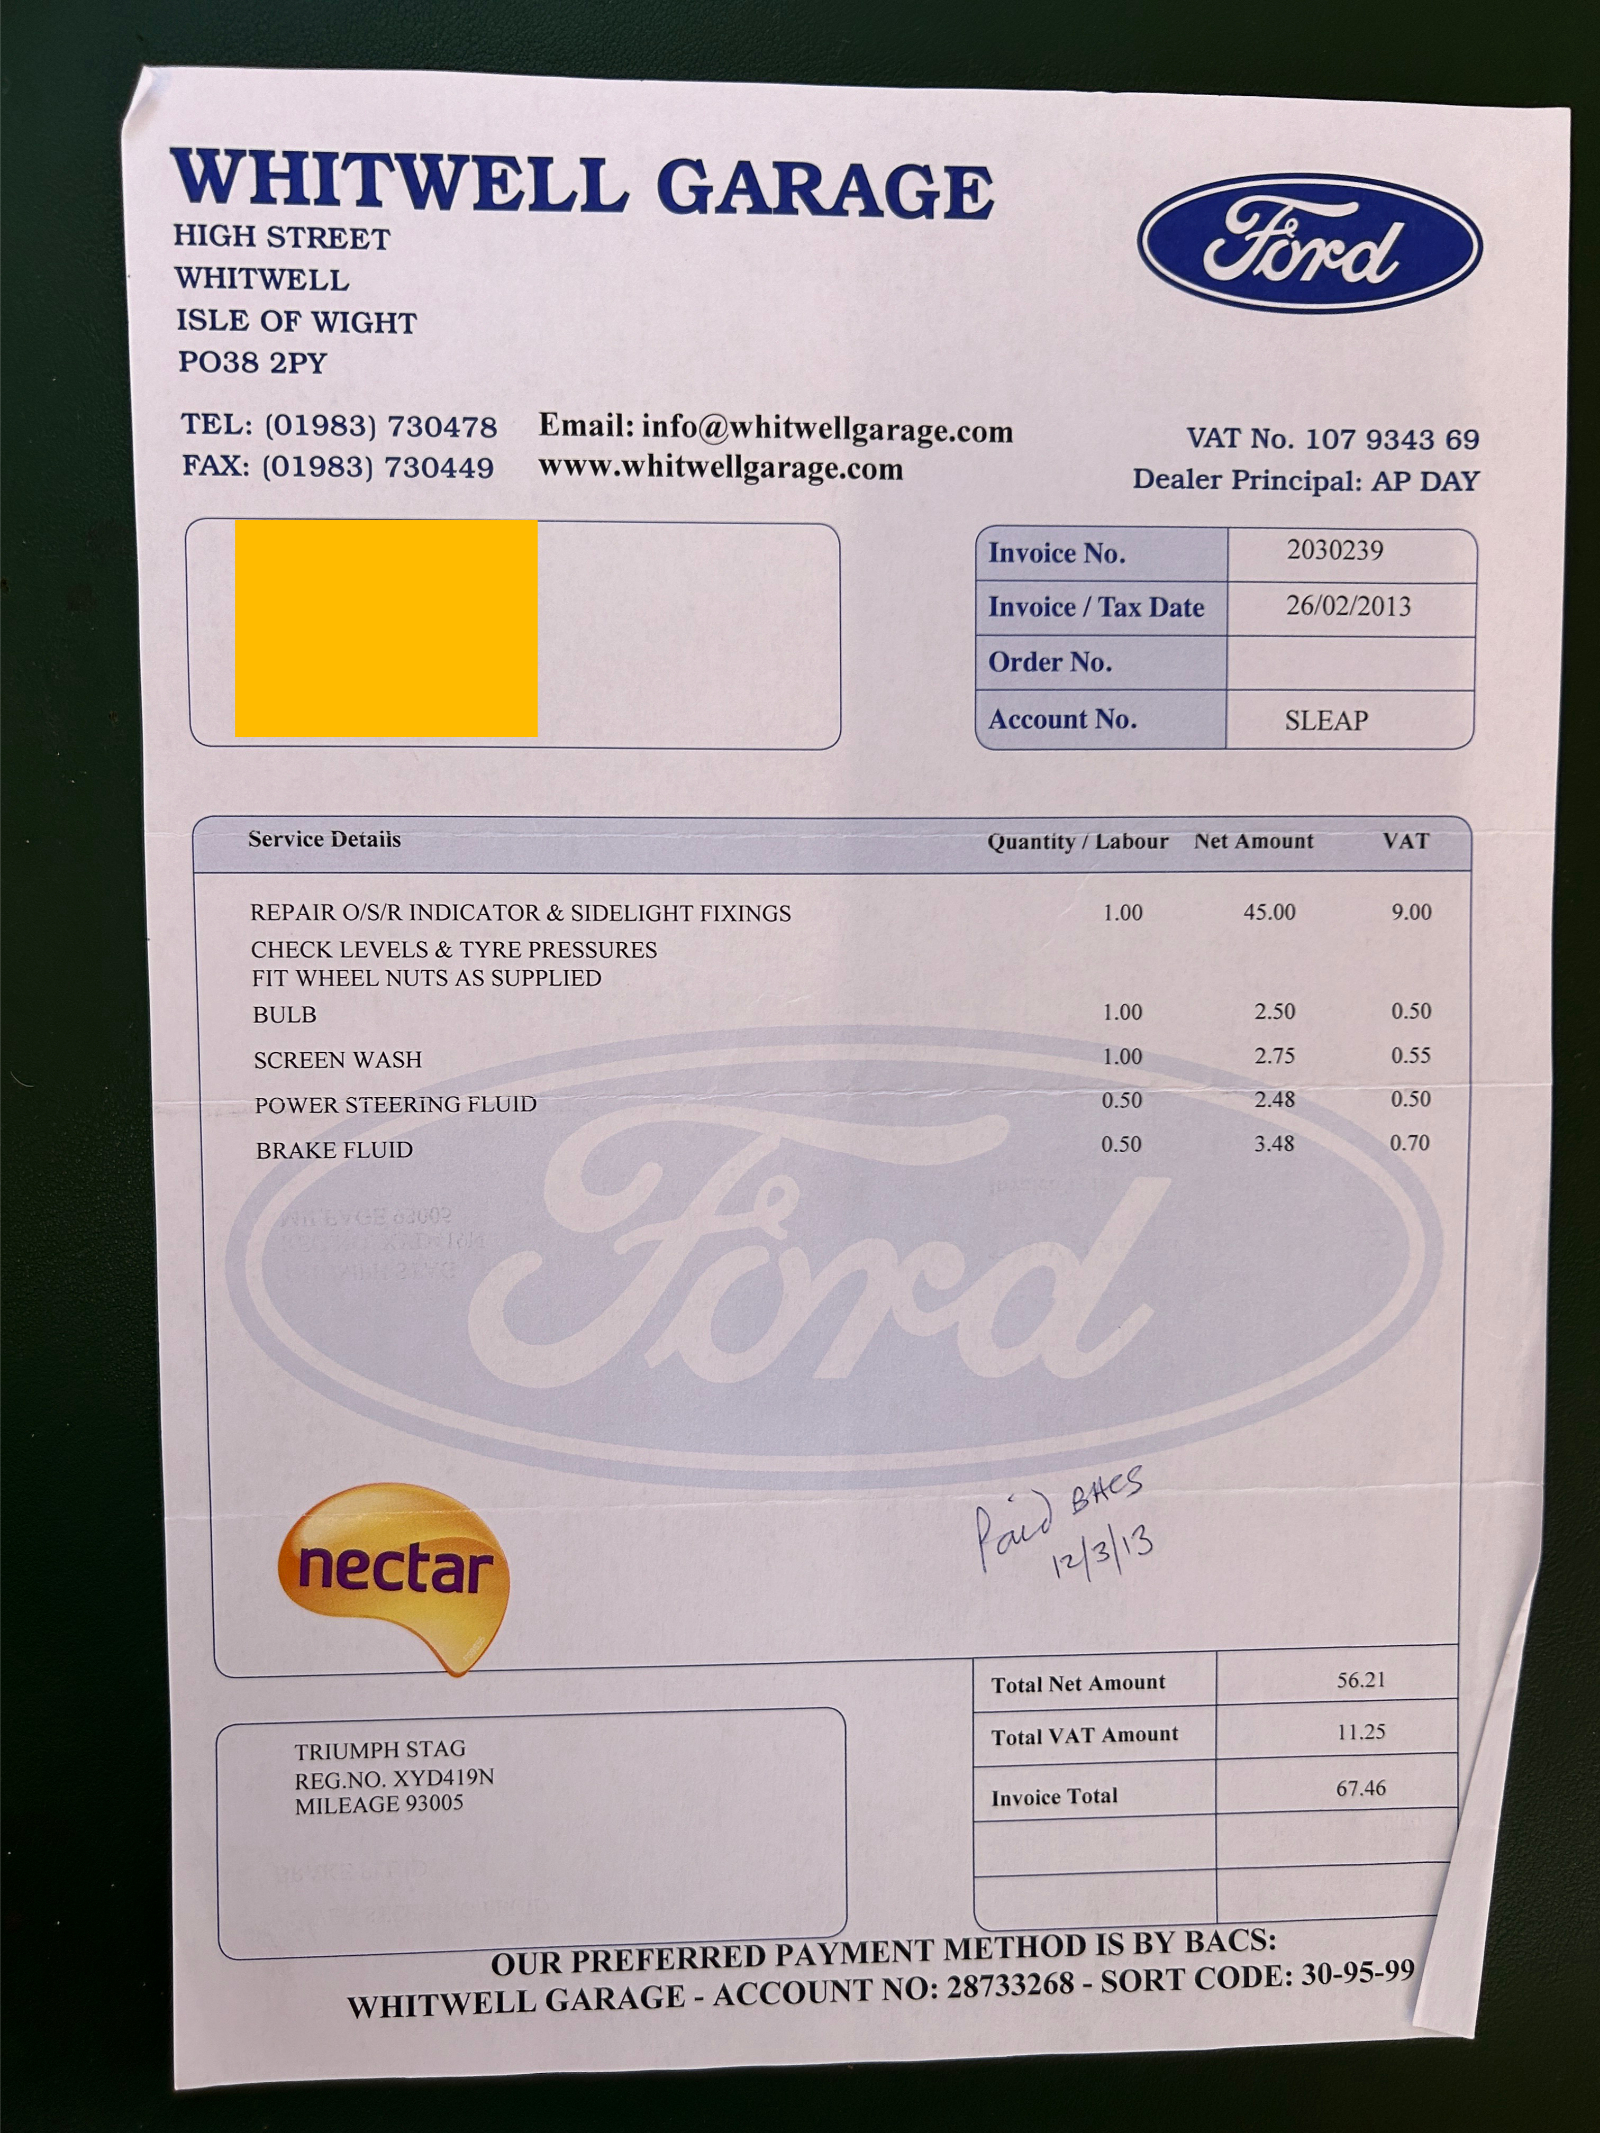 WHITWELL GARAGE
HIGH STREET
WHITWELL
ISLE OF WIGHT
PO38 2PY
Ford
TEL: (01983) 730478 Email: info@whitwellgarage.com
FAX: (01983) 730449 www.whitwellgarage.com
VAT No. 107 9343 69
Dealer Principal: AP DAY
Invoice No. 2030239
Invoice / Tax Date 26/02/2013
Order No.
Account No. SLEAP
Service Details Quantity / Labour Net Amount VAT
REPAIR O/S/R INDICATOR & SIDELIGHT FIXINGS 1.00 45.00 9.00
CHECK LEVELS & TYRE PRESSURES
FIT WHEEL NUTS AS SUPPLIED
BULB 1.00 2.50 0.50
SCREEN WASH 1.00 2.75 0.55
POWER STEERING FLUID 0.50 2.48 0.50
BRAKE FLUID 0.50 3.48 0.70
Ford
Paid BACS
12/3/13
nectar
Total Net Amount 56.21
Total VAT Amount 11.25
Invoice Total 67.46
TRIUMPH STAG
REG.NO. XYD419N
MILEAGE 93005
OUR PREFERRED PAYMENT METHOD IS BY BACS:
WHITWELL GARAGE - ACCOUNT NO: 28733268 - SORT CODE: 30-95-99